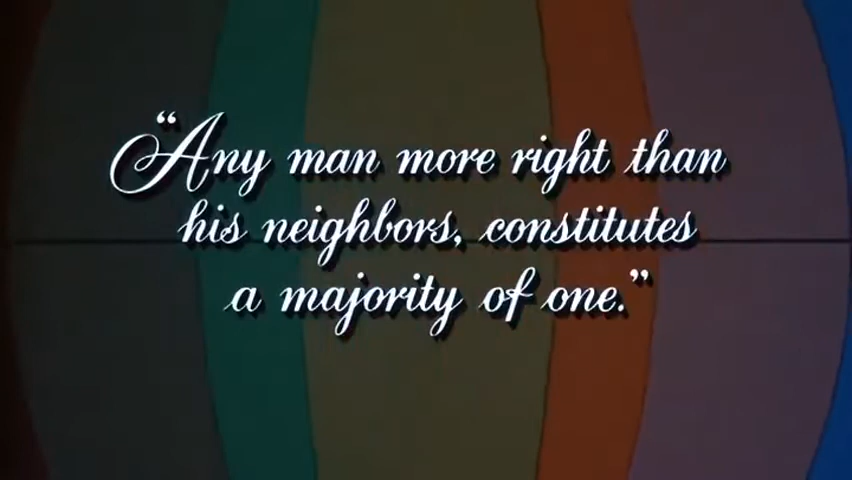 “Any man more right than
his neighbors, constitutes
a majority of one.”